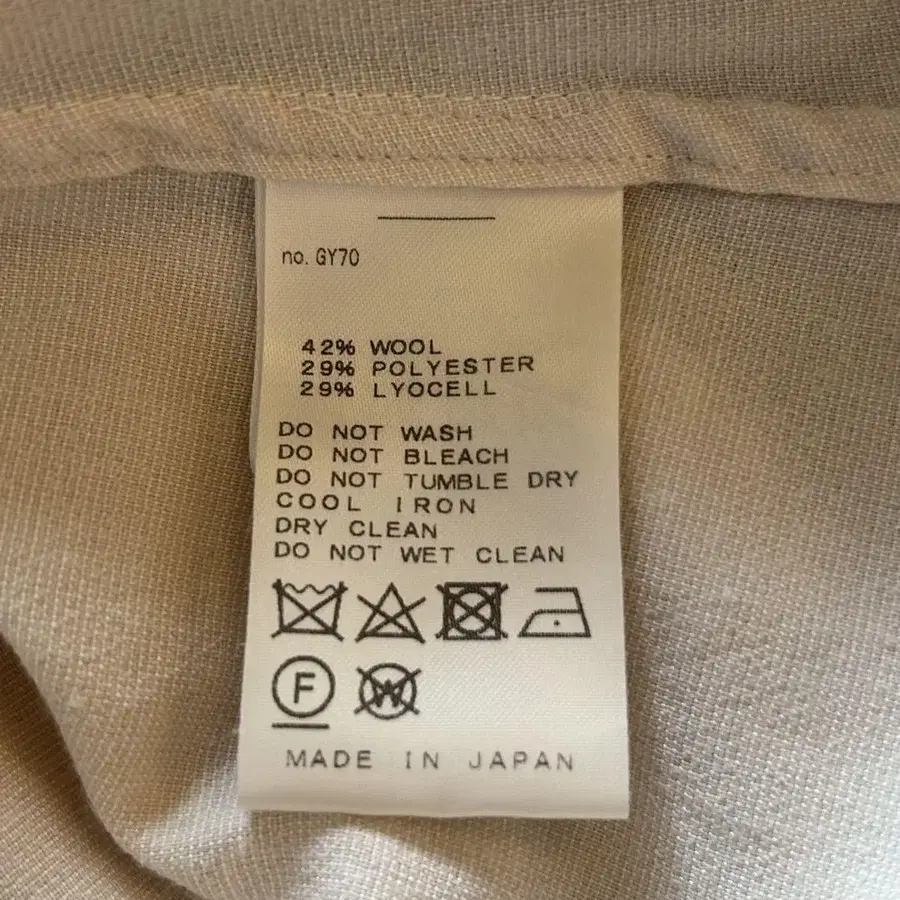 no. GY70
42% WOOL
29% POLYESTER
29% LYOCELL
DO NOT WASH
DO NOT BLEACH
DO NOT TUMBLE DRY
COOL IRON
DRY CLEAN
DO NOT WET CLEAN
F W
MADE IN JAPAN